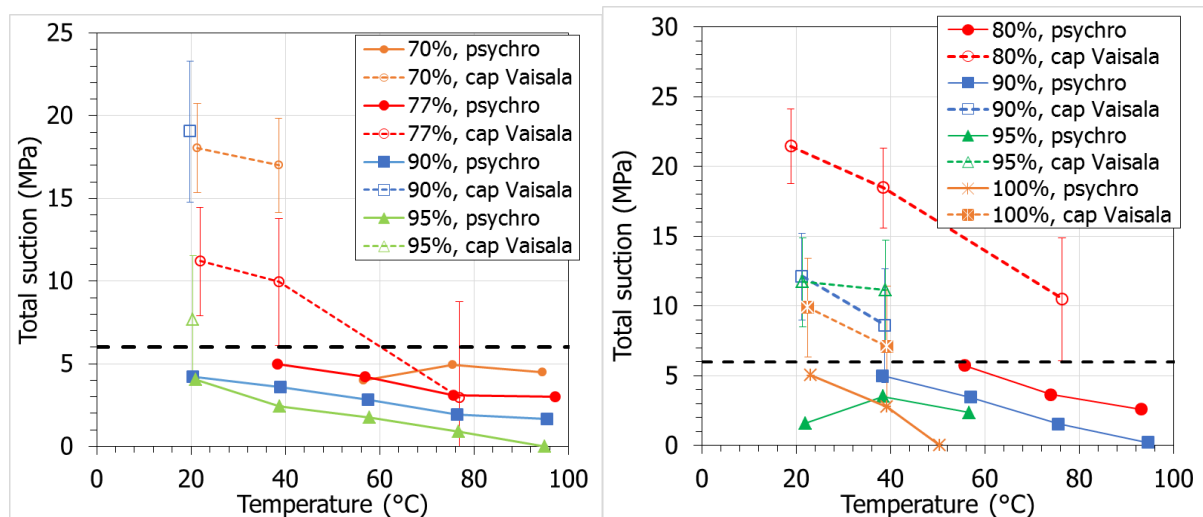 25
20
15
10
5
0
Total suction (MPa)
70%, psychro
70%, cap Vaisala
77%, psychro
77%, cap Vaisala
90%, psychro
90%, cap Vaisala
95%, psychro
95%, cap Vaisala
0 20 40 60 80 100
Temperature (°C)
30
25
20
15
10
5
0
Total suction (MPa)
80%, psychro
80%, cap Vaisala
90%, psychro
90%, cap Vaisala
95%, psychro
95%, cap Vaisala
100%, psychro
100%, cap Vaisala
0 20 40 60 80 100
Temperature (°C)